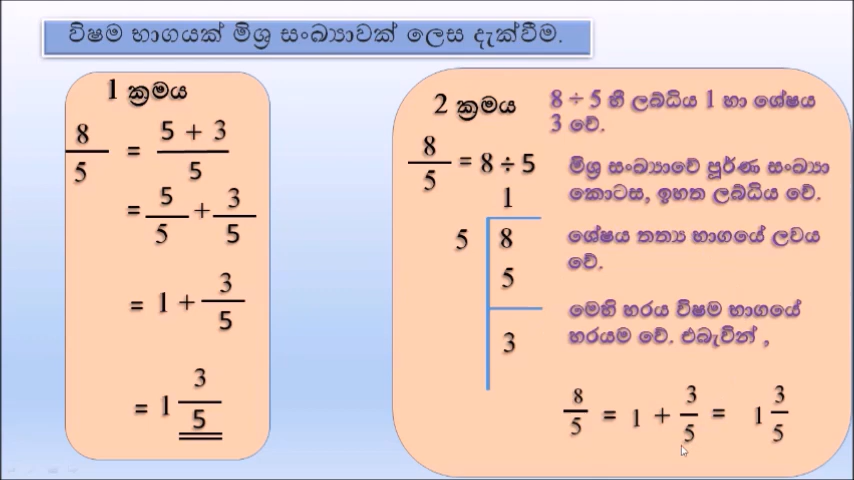 විෂම භාගයක් මිශ්‍ර සංඛ්‍යාවක් ලෙස දැක්වීම.
1 ක්‍රමය
8/5 = (5 + 3)/5
= 5/5 + 3/5
= 1 + 3/5
= 1 3/5
2 ක්‍රමය
8/5 = 8 ÷ 5
1
5 8
5
3
8 ÷ 5 හි ලබ්ධිය 1 හා ශේෂය
3 වේ.
මිශ්‍ර සංඛ්‍යාවේ පූර්ණ සංඛ්‍යා
කොටස, ඉහත ලබ්ධිය වේ.
ශේෂය තත්‍ය භාගයේ ලවය
වේ.
මෙහි හරය විෂම භාගයේ
හරයම වේ. එබැවින් ,
8/5 = 1 + 3/5 = 1 3/5